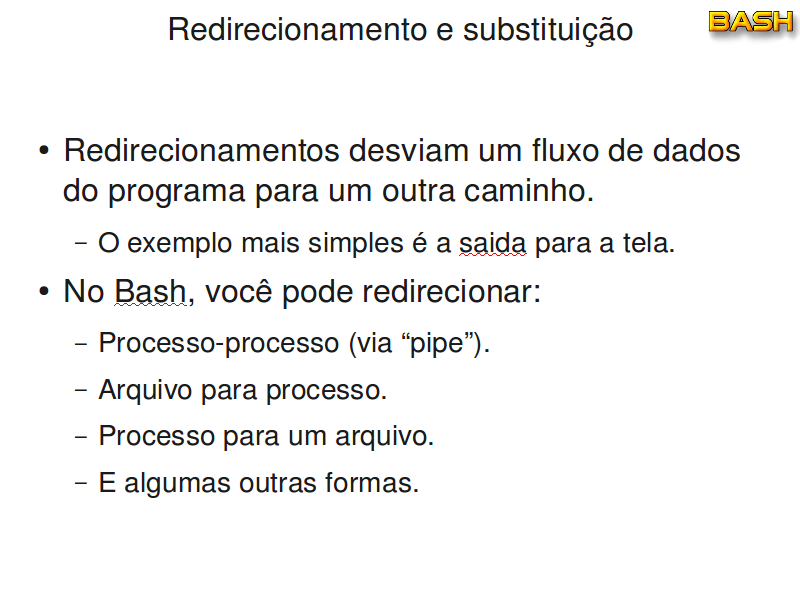 Redirecionamento e substituição
BASH
• Redirecionamentos desviam um fluxo de dados
do programa para um outra caminho.
– O exemplo mais simples é a saida para a tela.
• No Bash, você pode redirecionar:
– Processo-processo (via “pipe”).
– Arquivo para processo.
– Processo para um arquivo.
– E algumas outras formas.